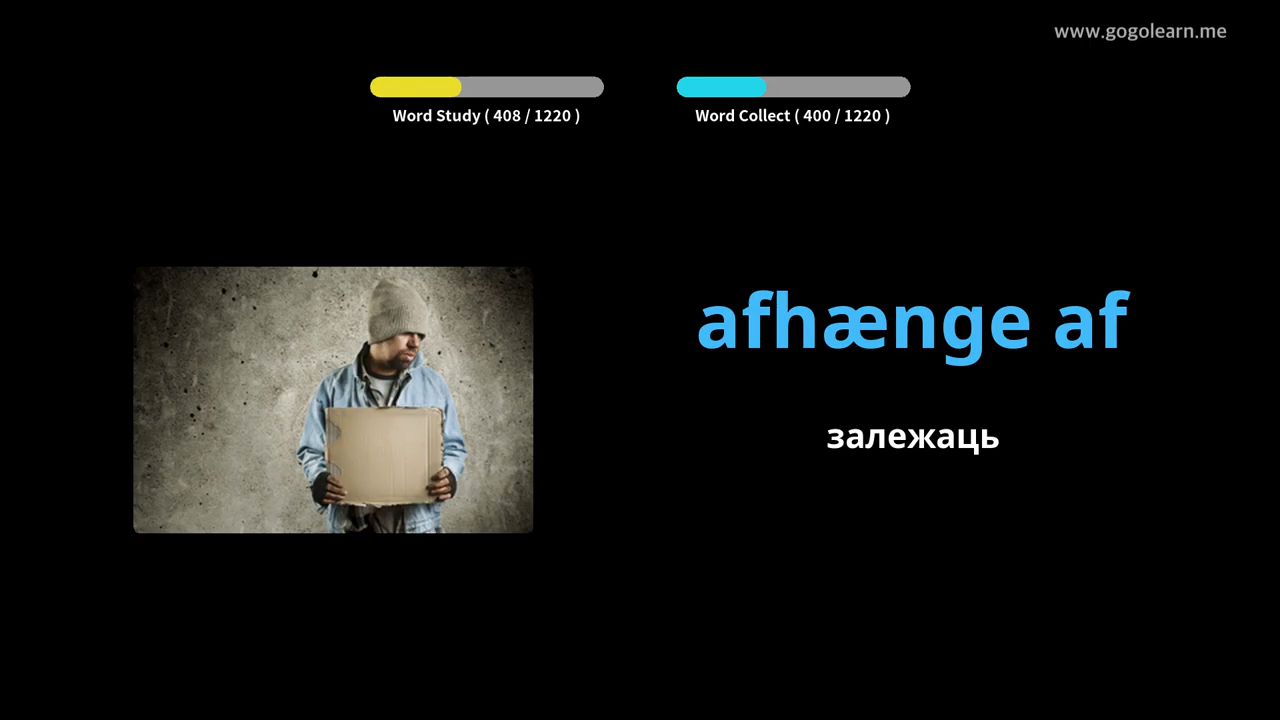 www.gogolearn.me
Word Study ( 408 / 1220 )
Word Collect ( 400 / 1220 )
afhænge af
залежаць